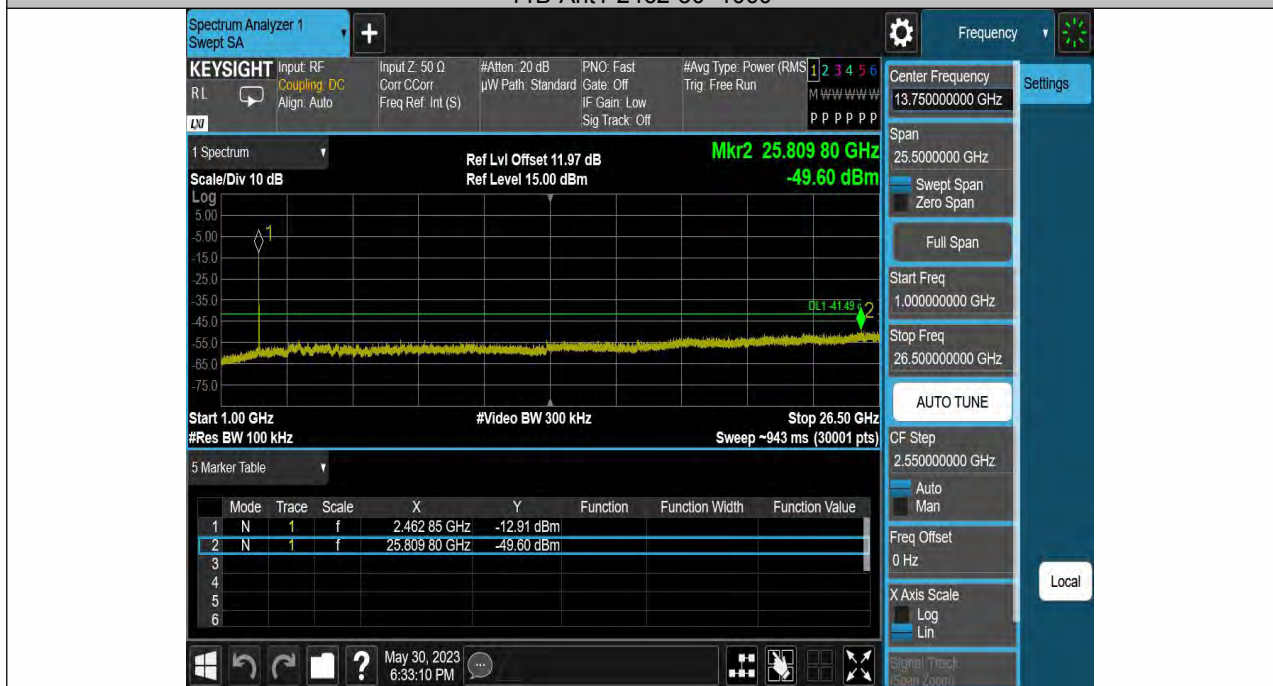 Spectrum Analyzer 1
Swept SA
+
Frequency
KEYSIGHT
RL
LXI
Input: RF
Coupling: DC
Align: Auto
Input Z: 50 Ω
Corr CCorr
Freq Ref: Int (S)
#Atten: 20 dB
µW Path: Standard
PNO: Fast
Gate: Off
IF Gain: Low
Sig Track: Off
#Avg Type: Power (RMS
Trig: Free Run
1 2 3 4 5 6
M W W W W W
P P P P P P
1 Spectrum
Scale/Div 10 dB
Ref Lvl Offset 11.97 dB
Ref Level 15.00 dBm
Mkr2 25.809 80 GHz
-49.60 dBm
Log
5.00
-5.00
-15.0
-25.0
-35.0
-45.0
-55.0
-65.0
-75.0
1
DL1 -41.49
2
Start 1.00 GHz
#Video BW 300 kHz
Stop 26.50 GHz
#Res BW 100 kHz
Sweep ~943 ms (30001 pts)
5 Marker Table
Mode Trace Scale X Y Function Function Width Function Value
1 N 1 f 2.462 85 GHz -12.91 dBm
2 N 1 f 25.809 80 GHz -49.60 dBm
3
4
5
6
May 30, 2023
6:33:10 PM
Center Frequency
13.750000000 GHz
Settings
Span
25.5000000 GHz
Swept Span
Zero Span
Full Span
Start Freq
1.000000000 GHz
Stop Freq
26.500000000 GHz
AUTO TUNE
CF Step
2.550000000 GHz
Auto
Man
Freq Offset
0 Hz
X Axis Scale
Log
Lin
Local
Signal Track
(Span Zoom)